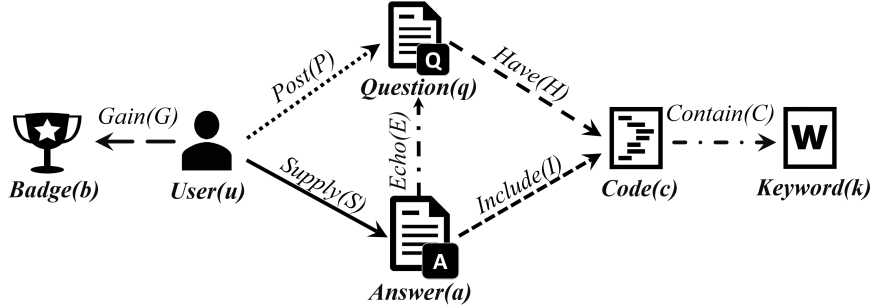 Q
Question(q)
Post(P)
Have(H)
Gain(G)
Contain(C)
W
Echo(E)
Badge(b)
User(u)
Supply(S)
Include(I)
Code(c)
Keyword(k)
A
Answer(a)